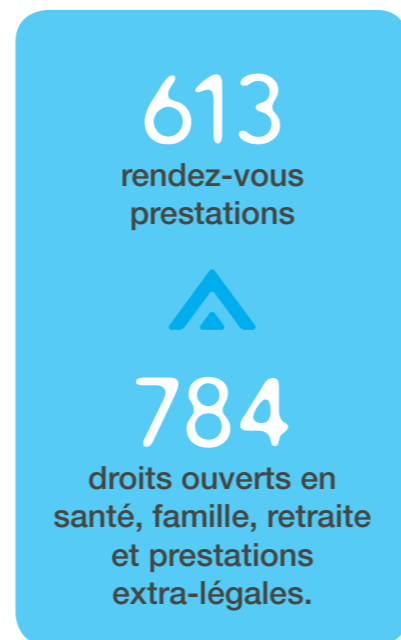 613
rendez-vous
prestations
784
droits ouverts en
santé, famille, retraite
et prestations
extra-légales.